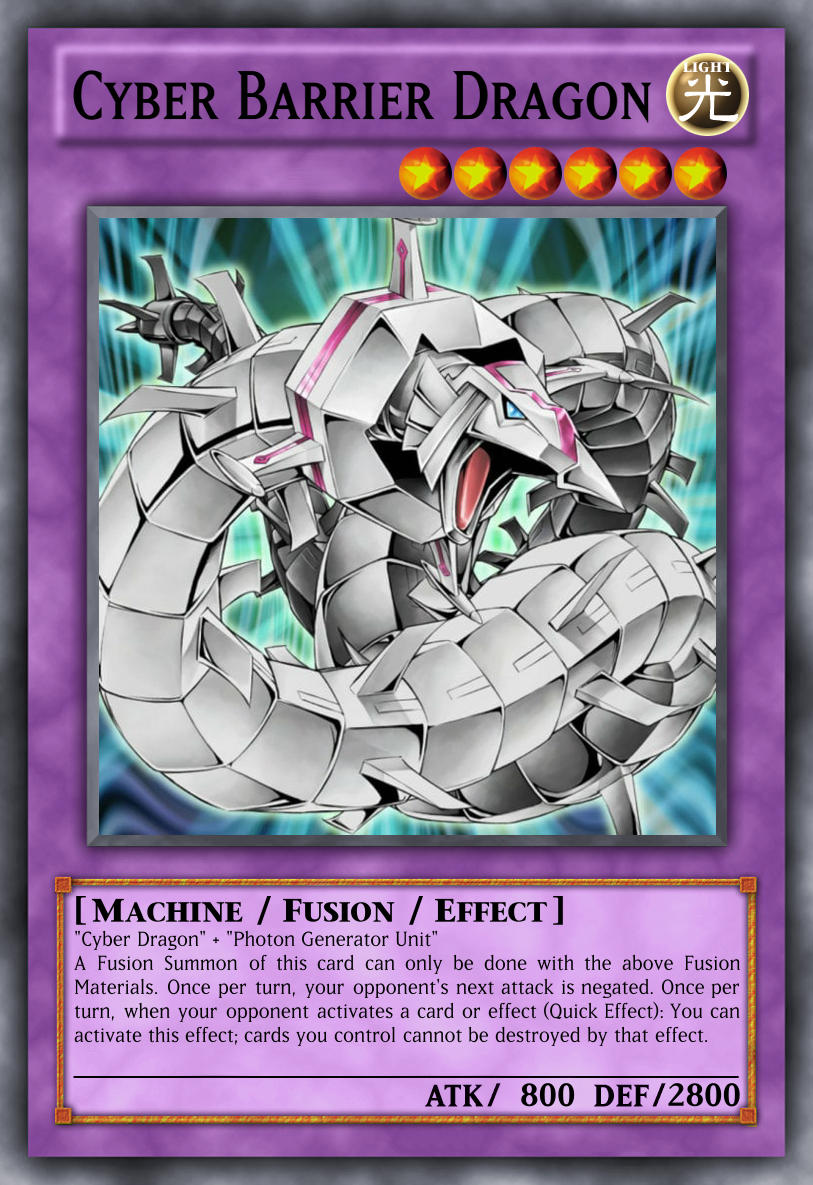 Cyber Barrier Dragon
LIGHT
光
[ Machine / Fusion / Effect ]
"Cyber Dragon" + "Photon Generator Unit"
A Fusion Summon of this card can only be done with the above Fusion
Materials. Once per turn, your opponent's next attack is negated. Once per
turn, when your opponent activates a card or effect (Quick Effect): You can
activate this effect; cards you control cannot be destroyed by that effect.
ATK/ 800 DEF/2800